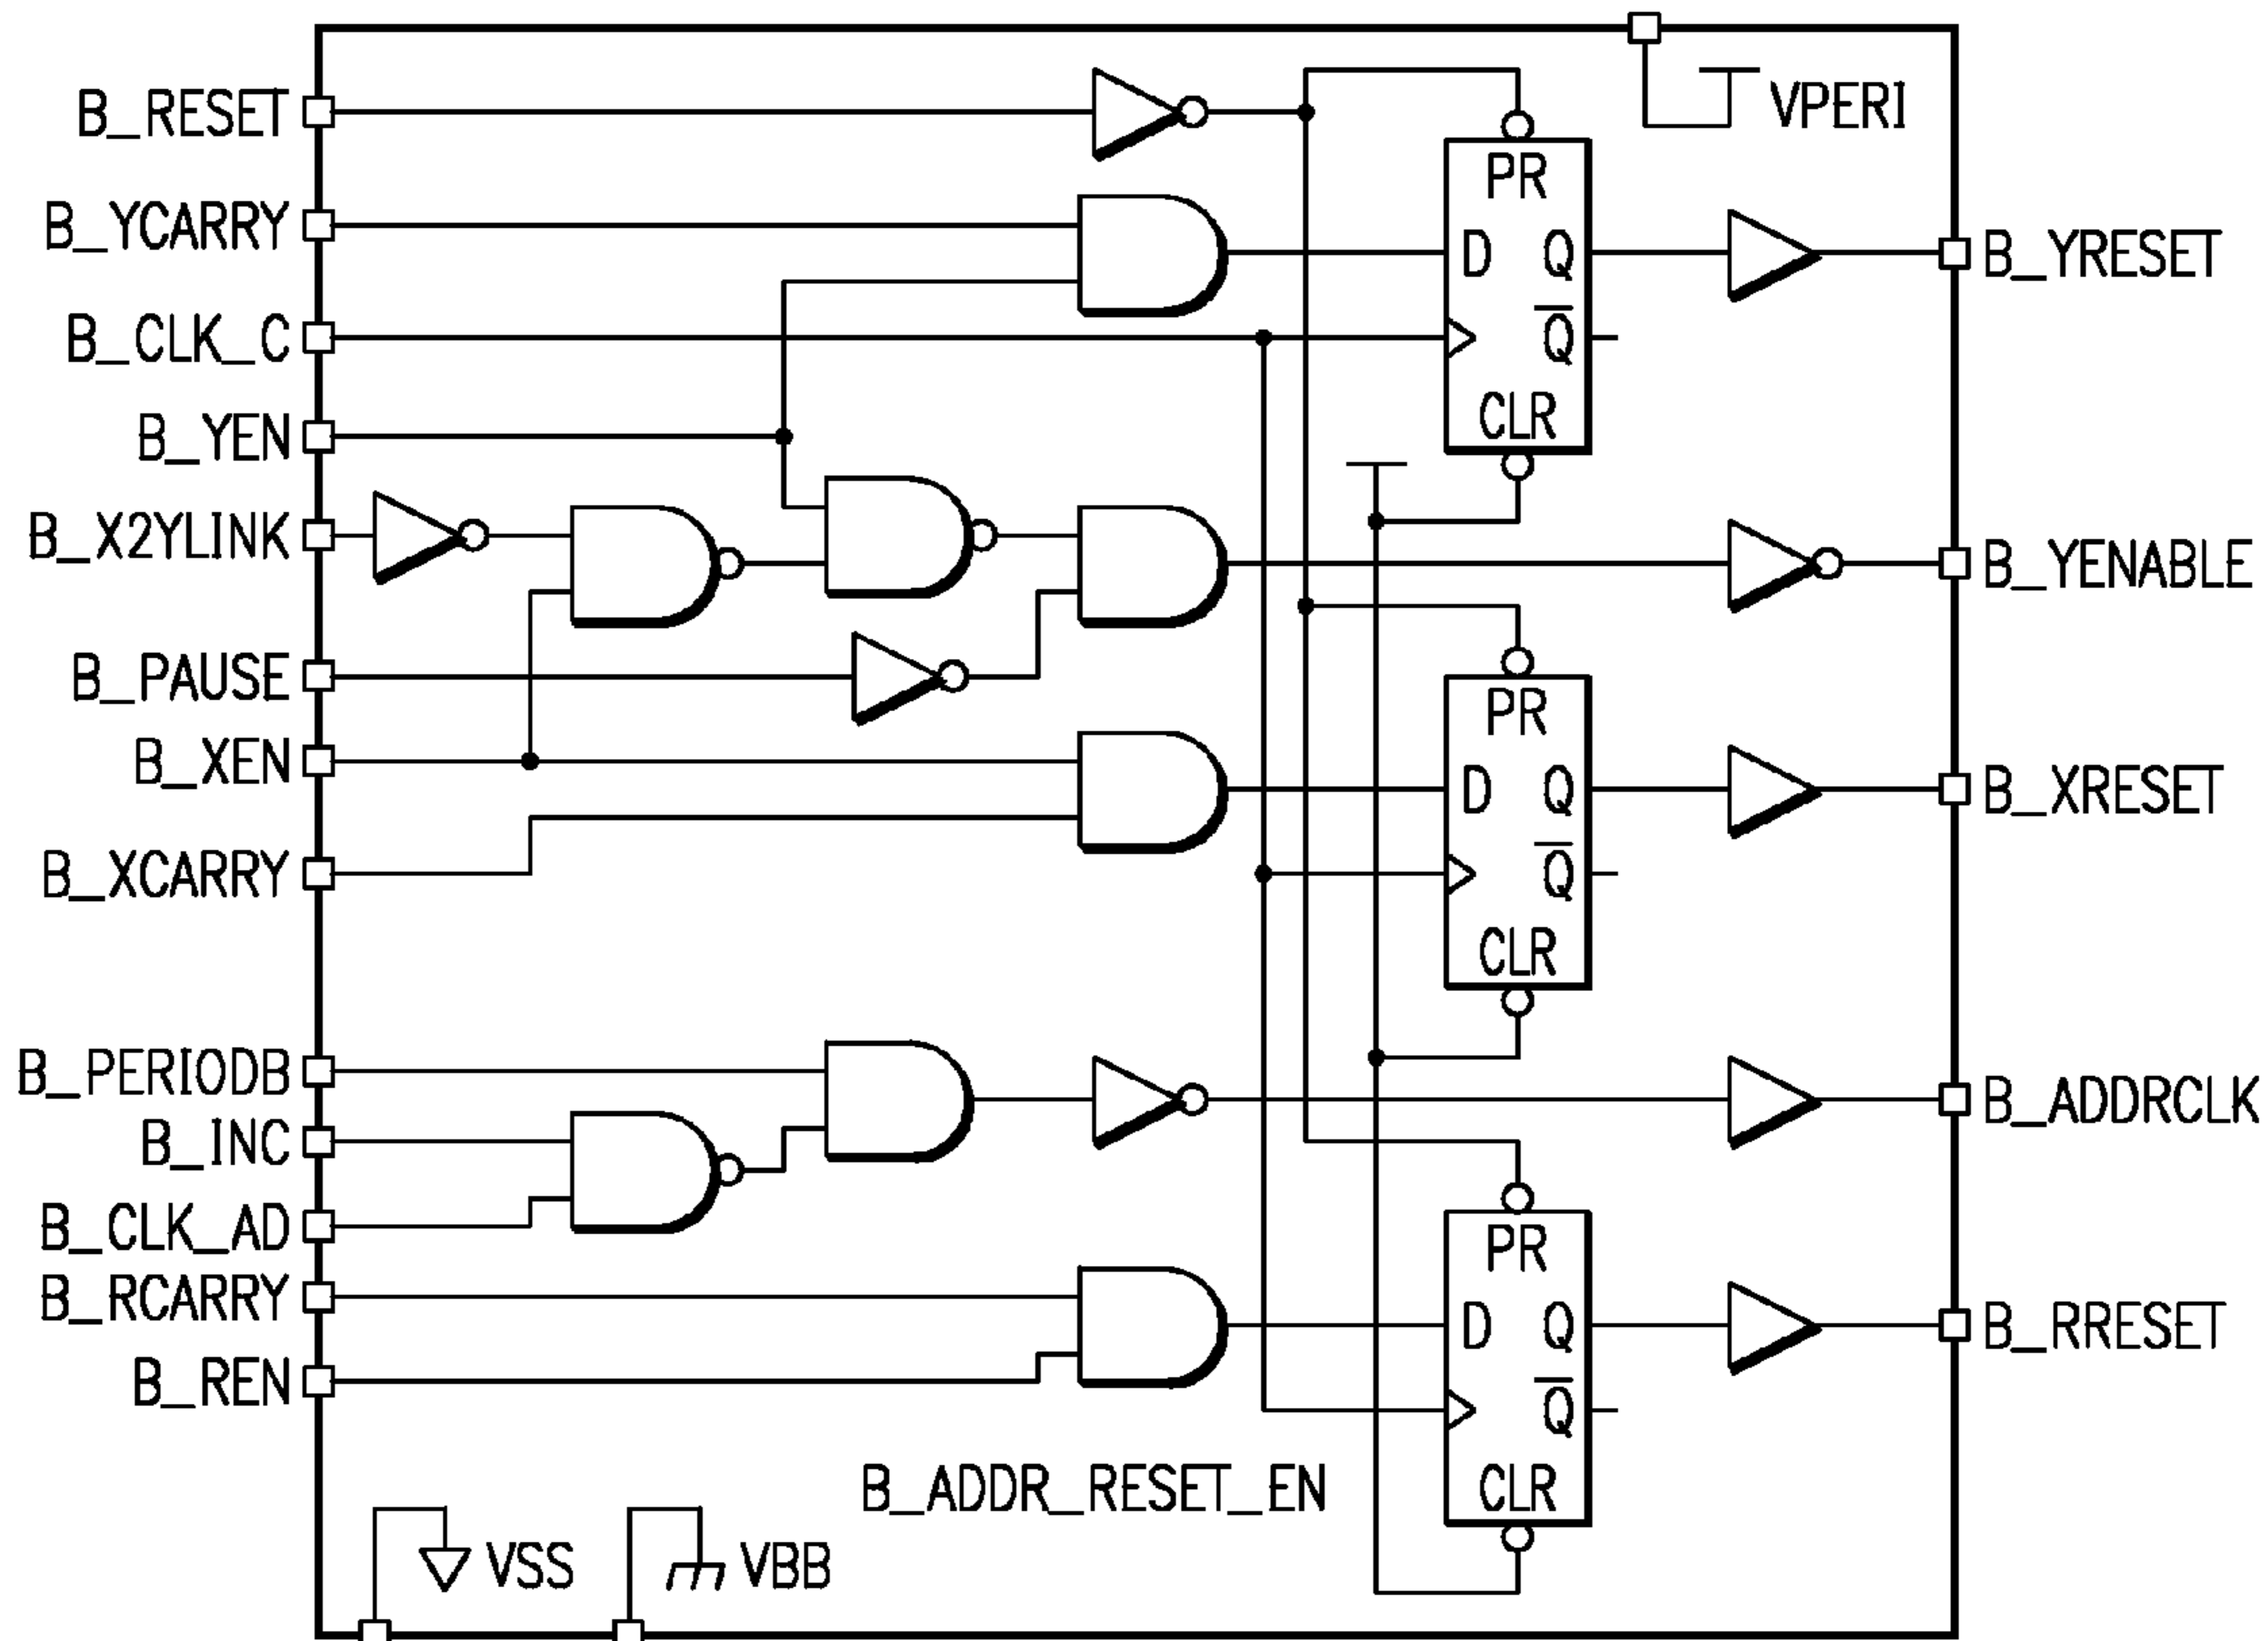 B_RESET
B_YCARRY
B_CLK_C
B_YEN
B_X2YLINK
B_PAUSE
B_XEN
B_XCARRY
B_PERIODB
B_INC
B_CLK_AD
B_RCARRY
B_REN
VSS
VBB
B_ADDR_RESET_EN
PR
D Q
Q̅
CLR
PR
D Q
Q̅
CLR
PR
D Q
Q̅
CLR
VPERI
B_YRESET
B_YENABLE
B_XRESET
B_ADDRCLK
B_RRESET